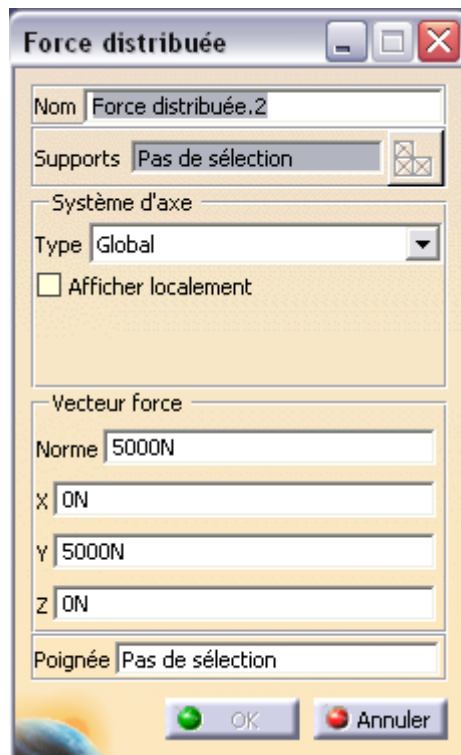 Force distribuée
Nom Force distribuée.2
Supports Pas de sélection
Système d'axe
Type Global
Afficher localement
Vecteur force
Norme 5000N
X 0N
Y 5000N
Z 0N
Poignée Pas de sélection
OK Annuler